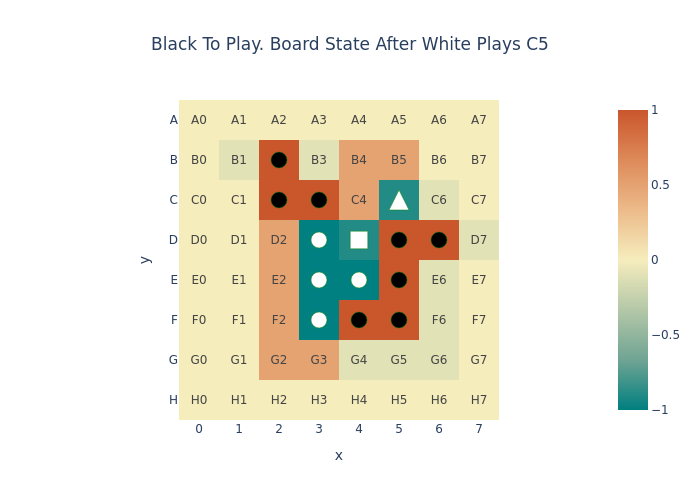 Black To Play. Board State After White Plays C5
A A0 A1 A2 A3 A4 A5 A6 A7
B B0 B1 B3 B4 B5 B6 B7
C C0 C1 C4 C6 C7
D D0 D1 D2 D7
E E0 E1 E2 E6 E7
F F0 F1 F2 F6 F7
G G0 G1 G2 G3 G4 G5 G6 G7
H H0 H1 H2 H3 H4 H5 H6 H7
0 1 2 3 4 5 6 7
x
y
1
0.5
0
−0.5
−1